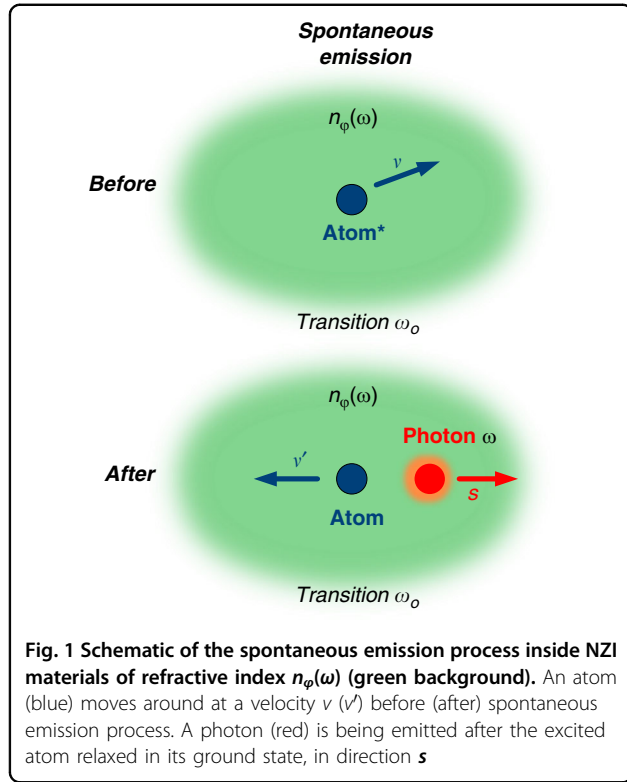 Spontaneous
emission
nφ(ω)
Before
v
Atom*
Transition ωo
nφ(ω)
Photon ω
After
v′
s
Atom
Transition ωo
Fig. 1 Schematic of the spontaneous emission process inside NZI
materials of refractive index nφ(ω) (green background). An atom
(blue) moves around at a velocity v (v′) before (after) spontaneous
emission process. A photon (red) is being emitted after the excited
atom relaxed in its ground state, in direction s